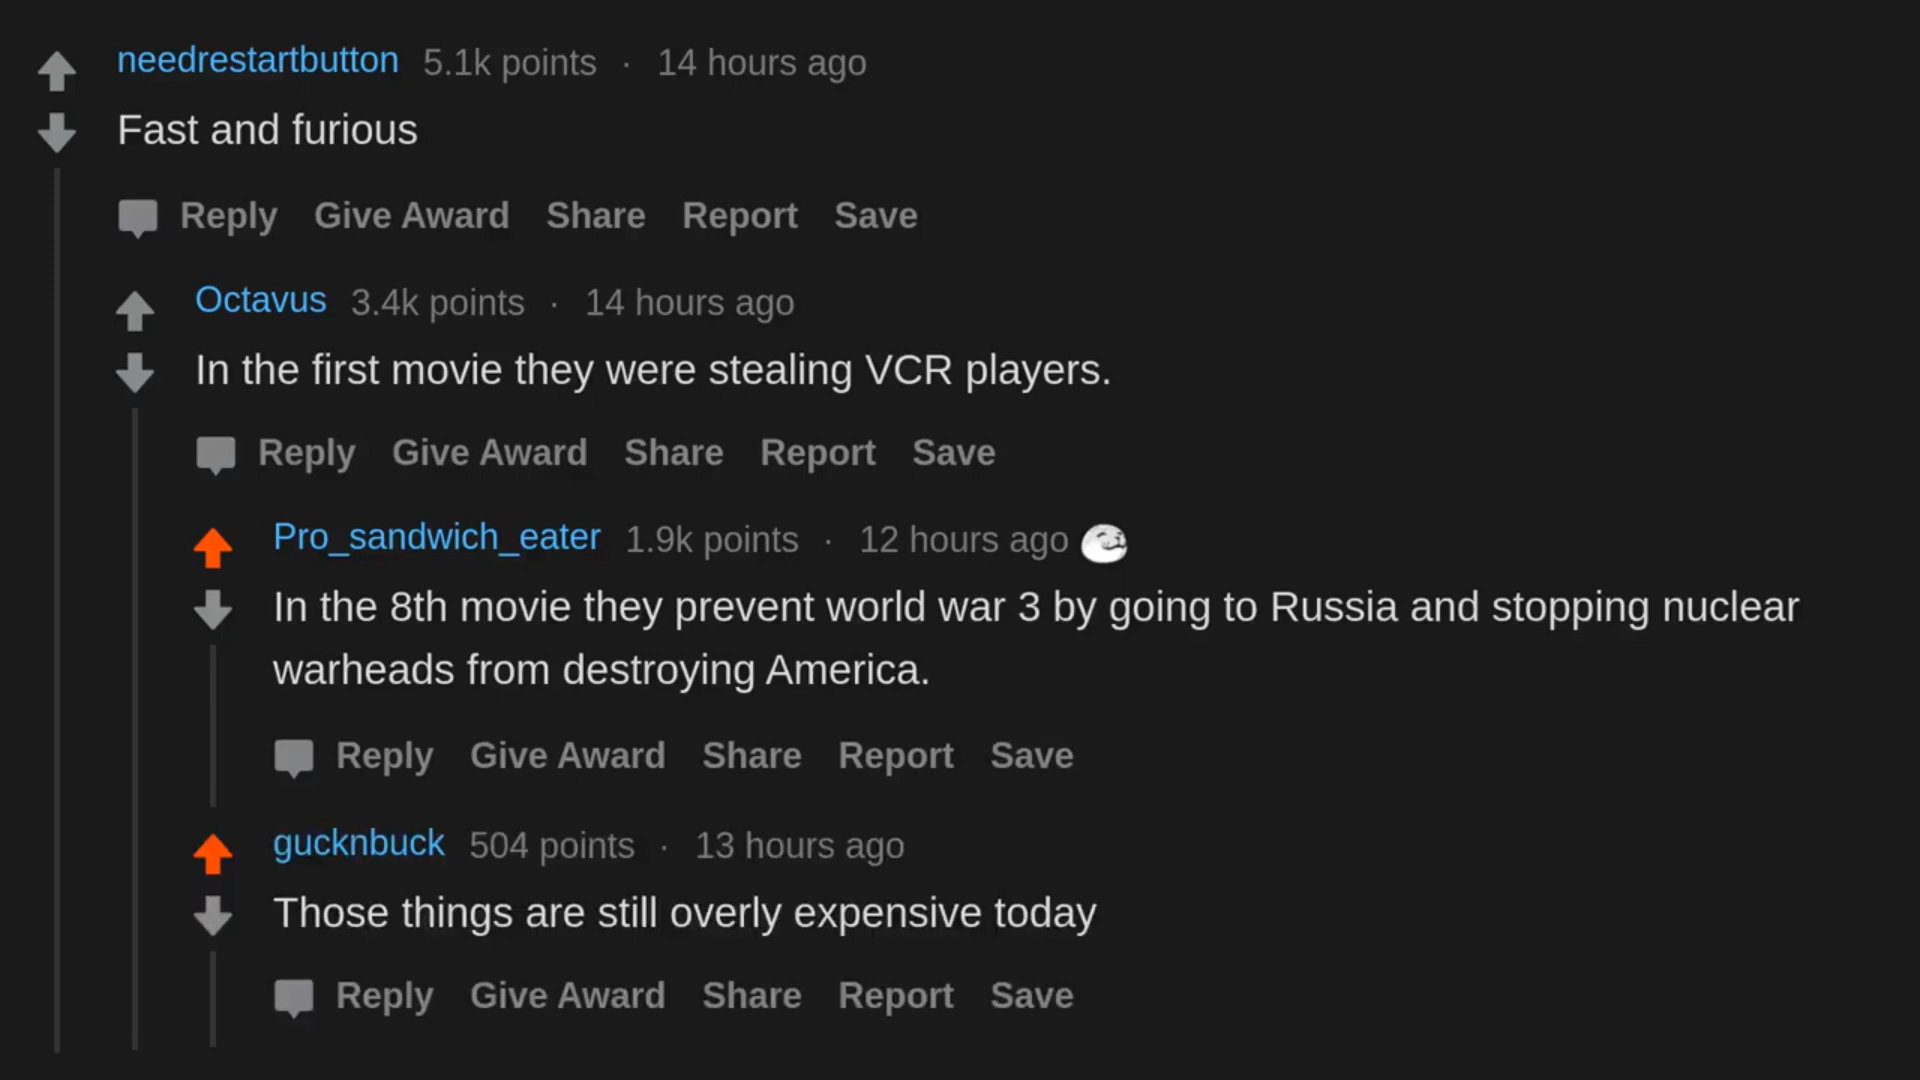 needrestartbutton 5.1k points · 14 hours ago
Fast and furious
Reply Give Award Share Report Save
Octavus 3.4k points · 14 hours ago
In the first movie they were stealing VCR players.
Reply Give Award Share Report Save
Pro_sandwich_eater 1.9k points · 12 hours ago
In the 8th movie they prevent world war 3 by going to Russia and stopping nuclear
warheads from destroying America.
Reply Give Award Share Report Save
gucknbuck 504 points · 13 hours ago
Those things are still overly expensive today
Reply Give Award Share Report Save